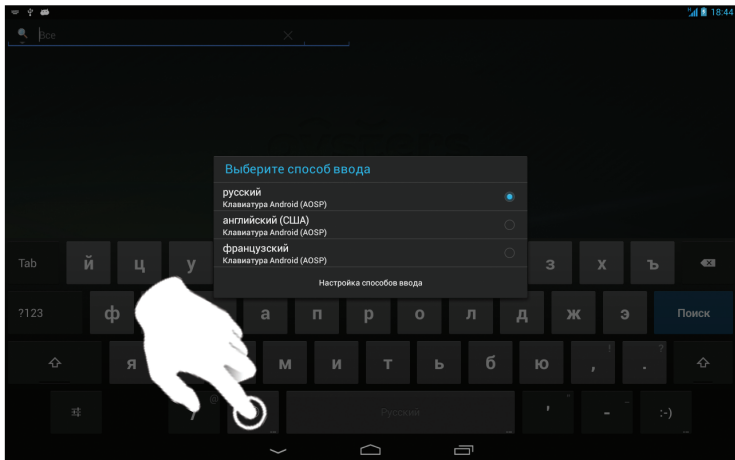 18:44
Все
Выберите способ ввода
русский
Клавиатура Android (AOSP)
английский (США)
Клавиатура Android (AOSP)
французский
Клавиатура Android (AOSP)
Настройка способов ввода
Tab й ц у з х ъ
?123 ф а п р о л д ж э Поиск
я м и т ь б ю , ! . ?
/ @ Русский ' " - _ :-)